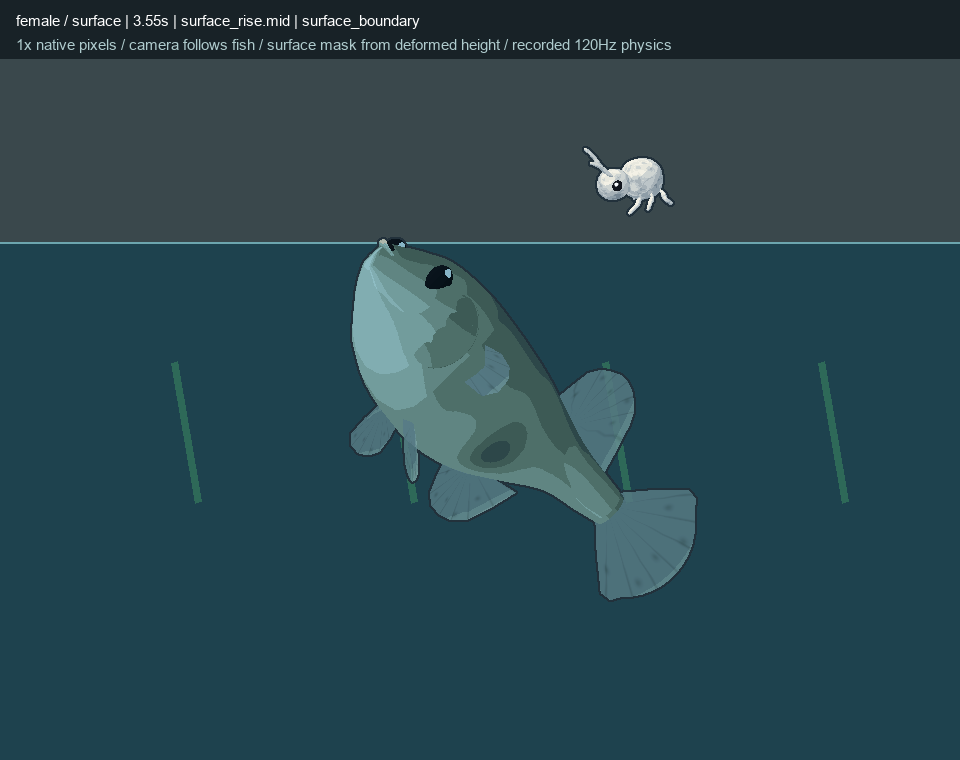 female / surface | 3.55s | surface_rise.mid | surface_boundary
1x native pixels / camera follows fish / surface mask from deformed height / recorded 120Hz physics